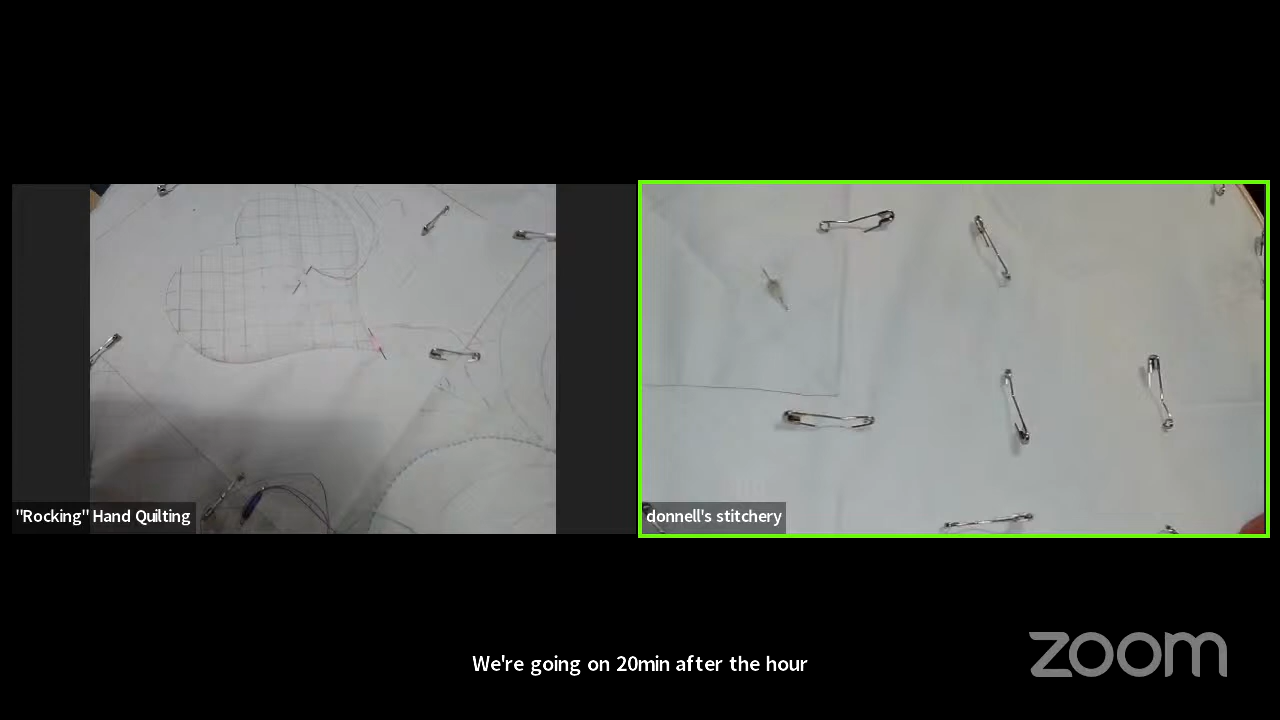 "Rocking" Hand Quilting
donnell's stitchery
We're going on 20min after the hour
zoom